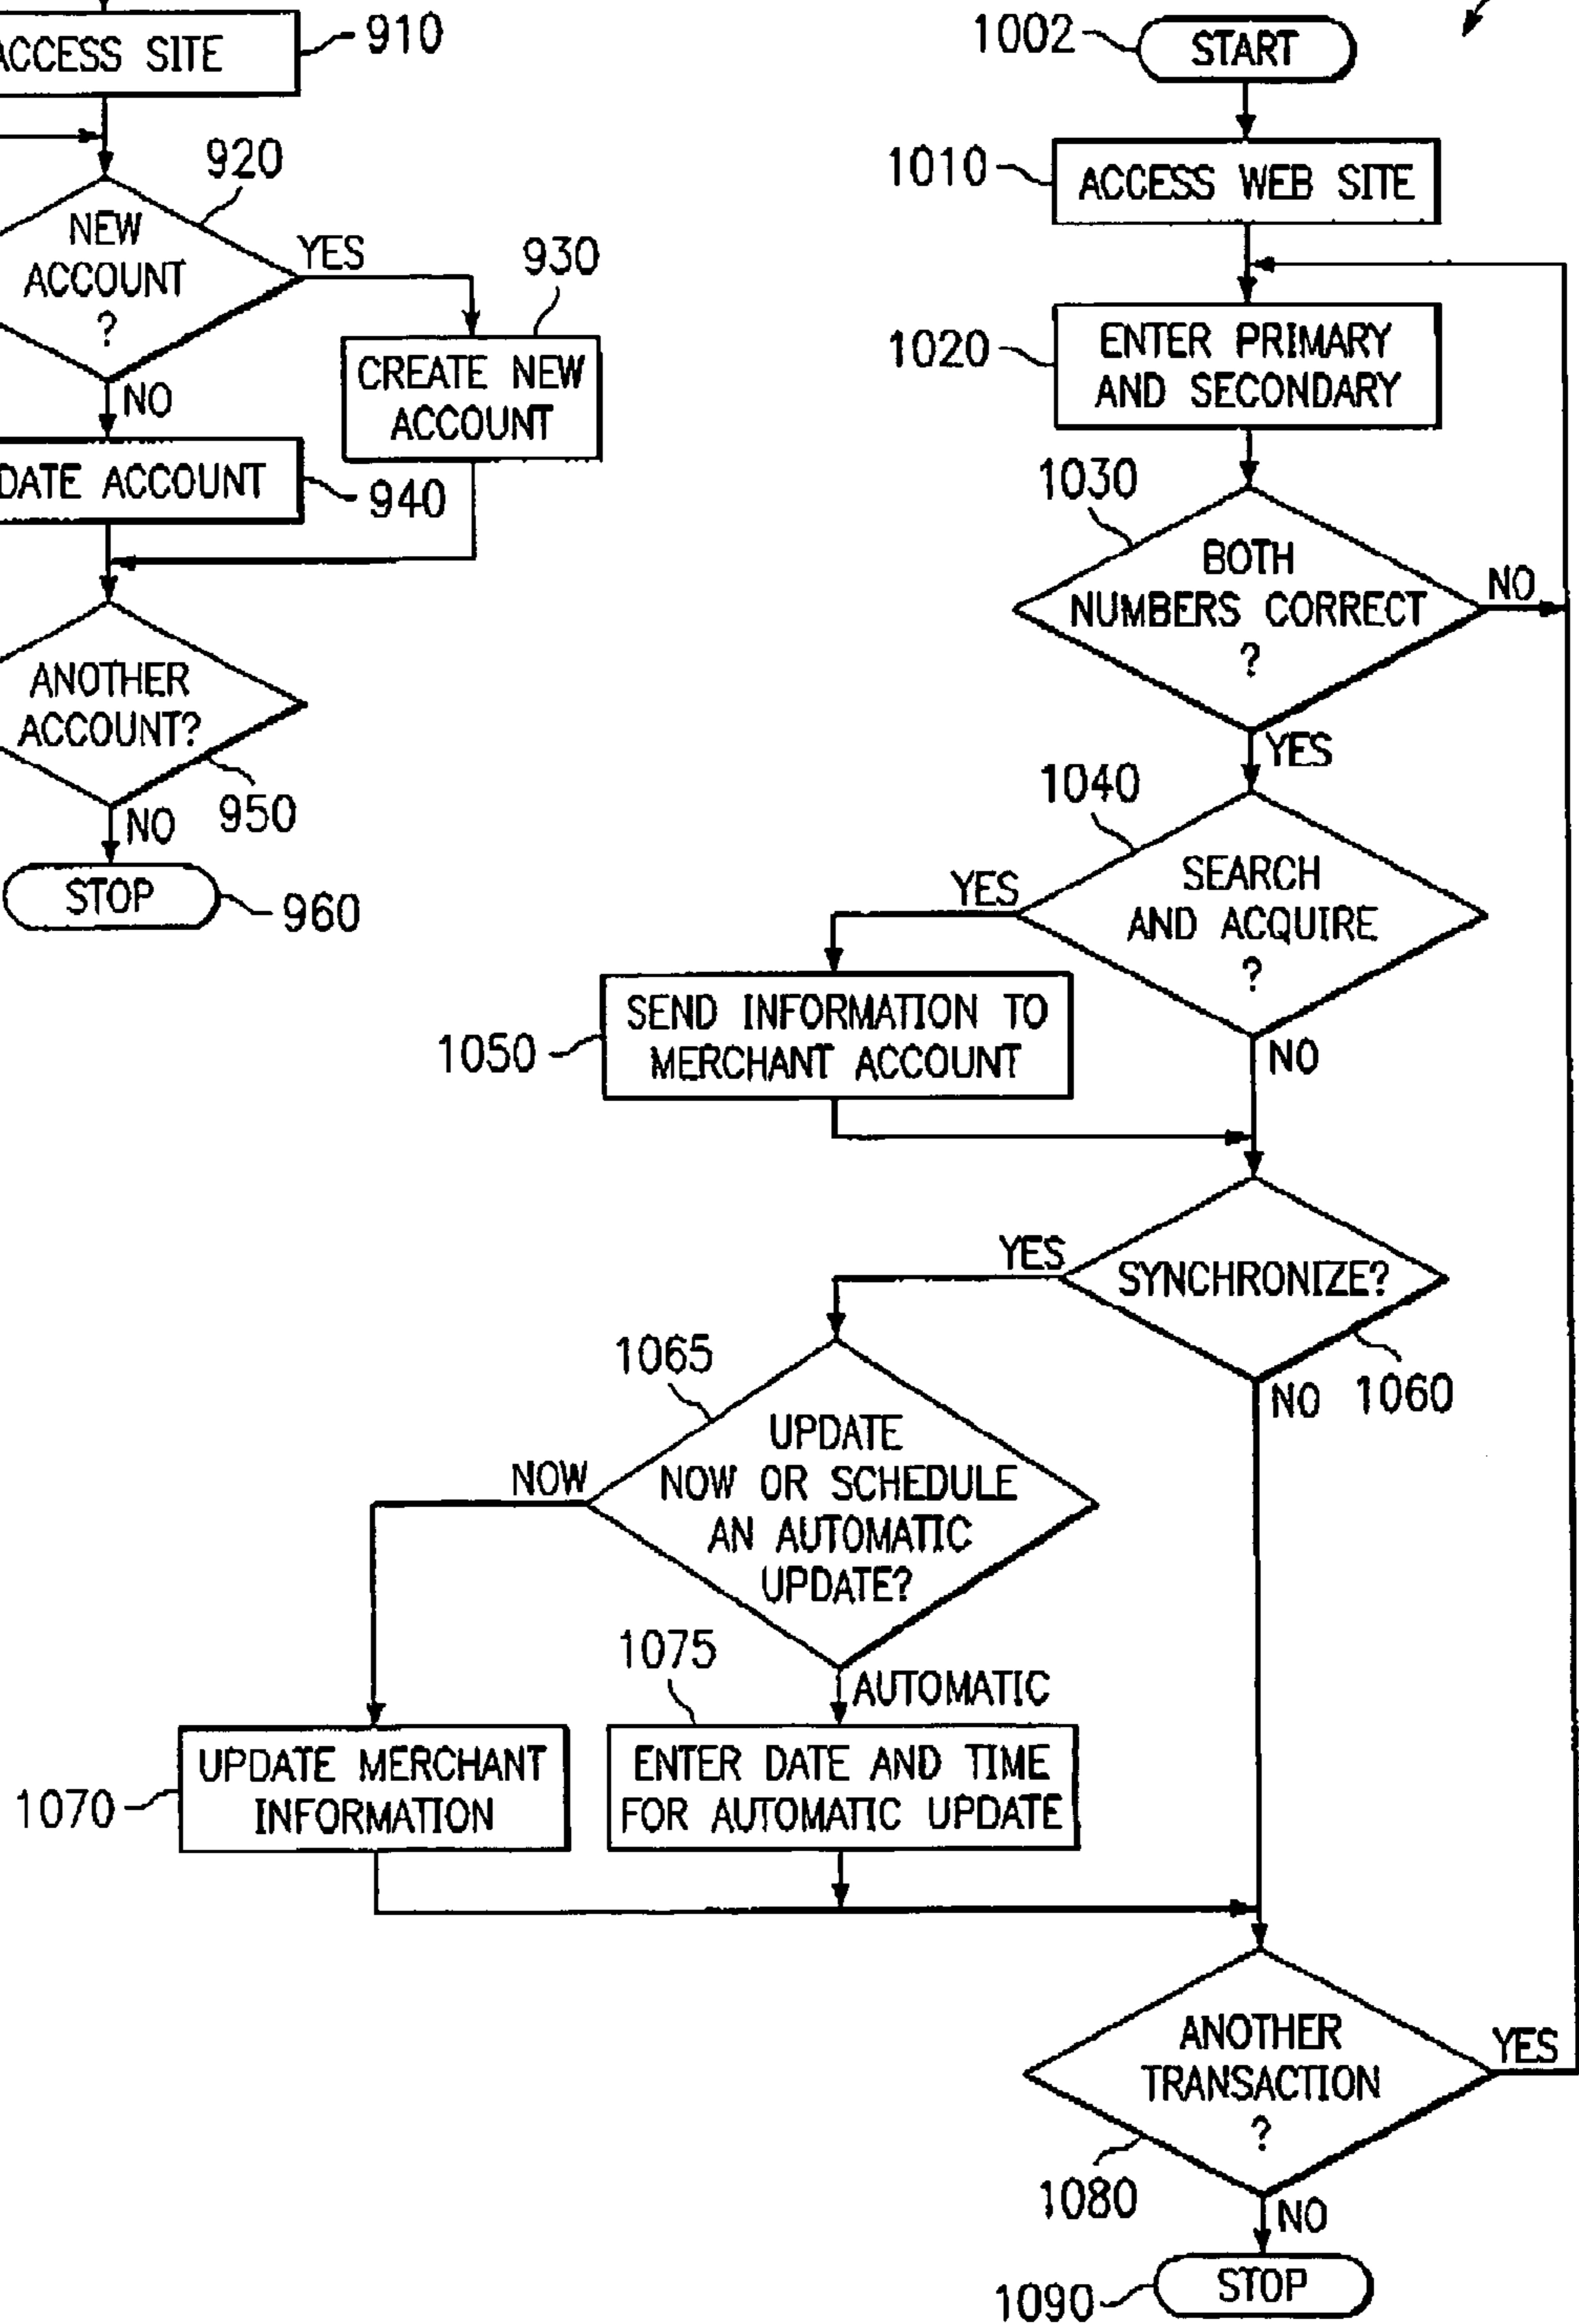 ACCESS SITE
910
920
NEW
ACCOUNT
?
YES
930
CREATE NEW
ACCOUNT
NO
DATE ACCOUNT
940
ANOTHER
ACCOUNT?
950
NO
STOP
960
1002
START
1010
ACCESS WEB SITE
1020
ENTER PRIMARY
AND SECONDARY
1030
BOTH
NUMBERS CORRECT
?
NO
YES
1040
SEARCH
AND ACQUIRE
?
YES
1050
SEND INFORMATION TO
MERCHANT ACCOUNT
NO
YES
SYNCHRONIZE?
1060
NO
1065
UPDATE
NOW OR SCHEDULE
AN AUTOMATIC
UPDATE?
NOW
1075
AUTOMATIC
1070
UPDATE MERCHANT
INFORMATION
ENTER DATE AND TIME
FOR AUTOMATIC UPDATE
ANOTHER
TRANSACTION
?
YES
1080
NO
1090
STOP